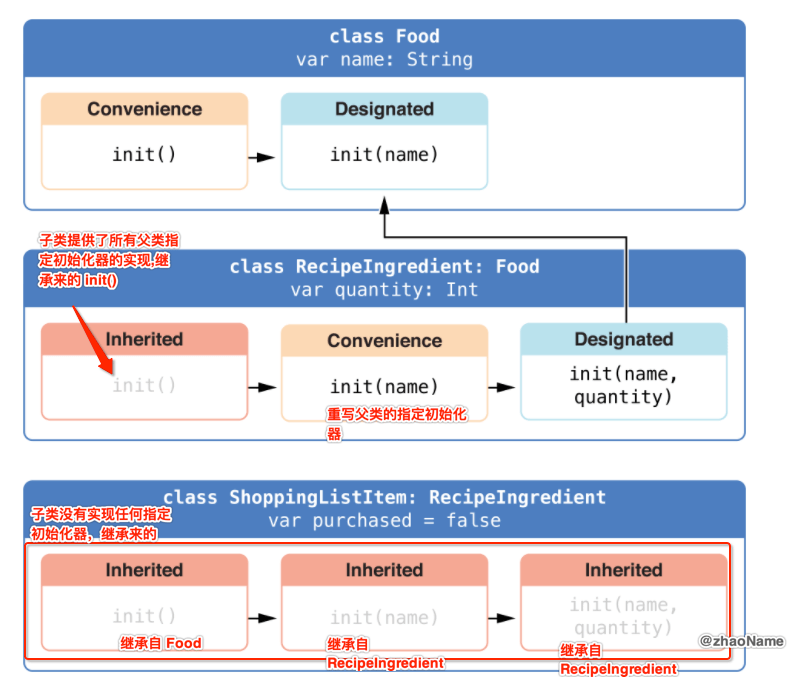 class Food
var name: String
Convenience
Designated
init()
init(name)
子类提供了所有父类指
定初始化器的实现,继
承来的 init()
class RecipeIngredient: Food
var quantity: Int
Inherited
Convenience
Designated
init()
init(name)
init(name,
quantity)
重写父类的指定初始化
器
class ShoppingListItem: RecipeIngredient
var purchased = false
子类没有实现任何指定
初始化器，继承来的
Inherited
Inherited
Inherited
init()
init(name)
init(name,
quantity)
继承自 Food
继承自
RecipeIngredient
继承自
RecipeIngredient
@zhaoName